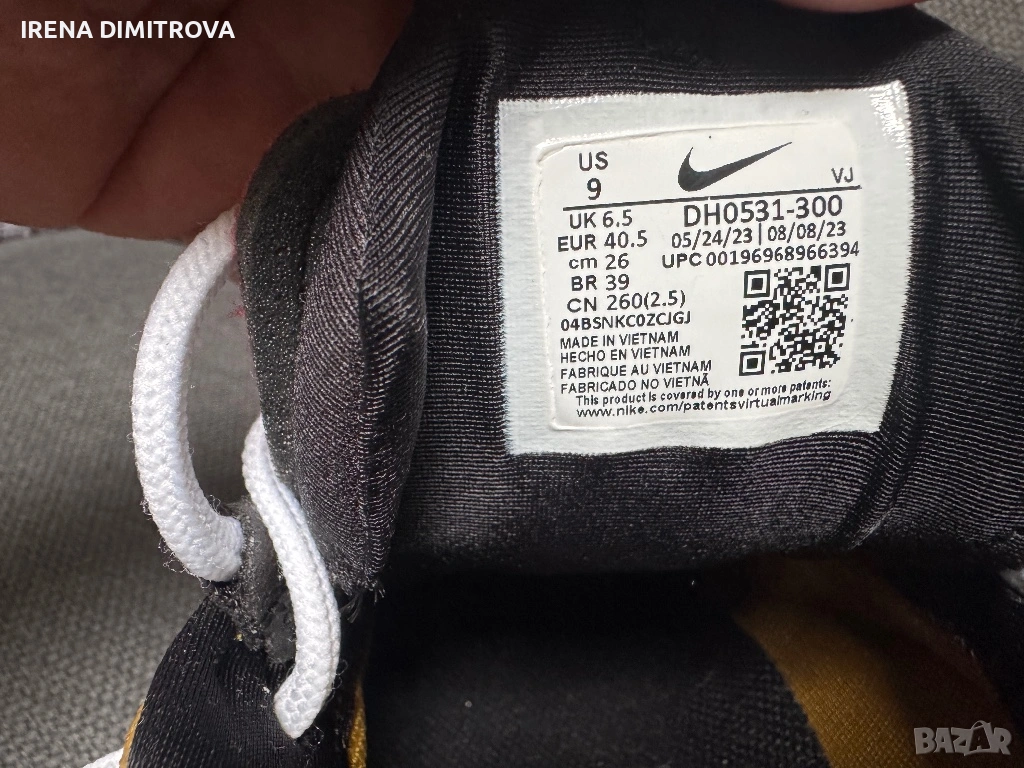 IRENA DIMITROVA
US
9
VJ
UK 6.5
DH0531-300
EUR 40.5
05/24/23 | 08/08/23
cm 26
UPC 00196968966394
BR 39
CN 260(2.5)
04BSNKC0ZCJGJ
MADE IN VIETNAM
HECHO EN VIETNAM
FABRIQUE AU VIETNAM
FABRICADO NO VIETNÃ
This product is covered by one or more patents:
www.nike.com/patentsvirtualmarking
BAZAR